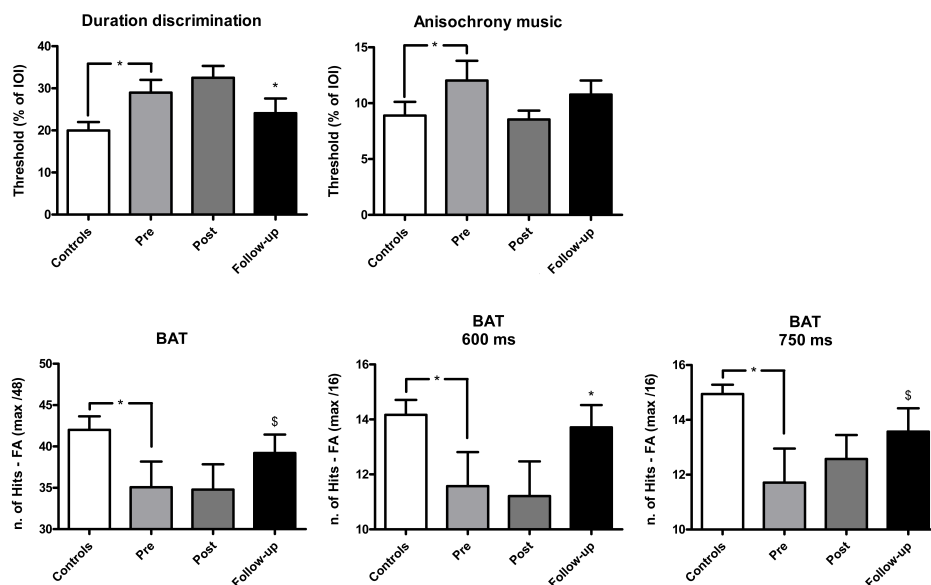 Duration discrimination
Threshold (% of IOI)
40
30
20
10
0
*
*
Controls
Pre
Post
Follow-up
Anisochrony music
Threshold (% of IOI)
15
10
5
0
*
Controls
Pre
Post
Follow-up
BAT
n. of Hits - FA (max /48)
50
45
40
35
30
*
$
Controls
Pre
Post
Follow-up
BAT
600 ms
n. of Hits - FA (max /16)
16
14
12
10
*
*
Controls
Pre
Post
Follow-up
BAT
750 ms
n. of Hits - FA (max /16)
16
14
12
10
*
$
Controls
Pre
Post
Follow-up